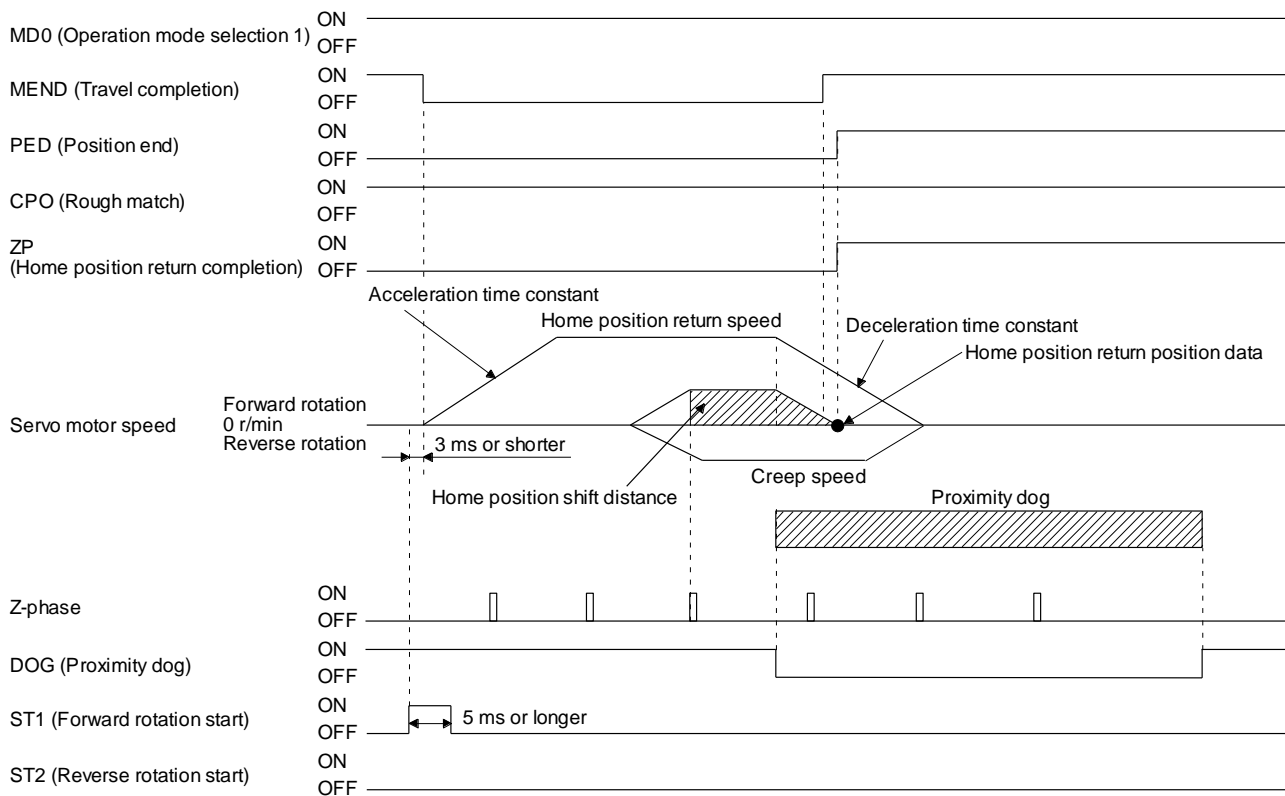 MD0 (Operation mode selection 1)
ON
OFF
MEND (Travel completion)
ON
OFF
PED (Position end)
ON
OFF
CPO (Rough match)
ON
OFF
ZP
(Home position return completion)
ON
OFF
Acceleration time constant
Home position return speed
Deceleration time constant
Home position return position data
Servo motor speed
Forward rotation
0 r/min
Reverse rotation
3 ms or shorter
Creep speed
Home position shift distance
Proximity dog
Z-phase
ON
OFF
DOG (Proximity dog)
ON
OFF
ST1 (Forward rotation start)
ON
OFF
5 ms or longer
ST2 (Reverse rotation start)
ON
OFF